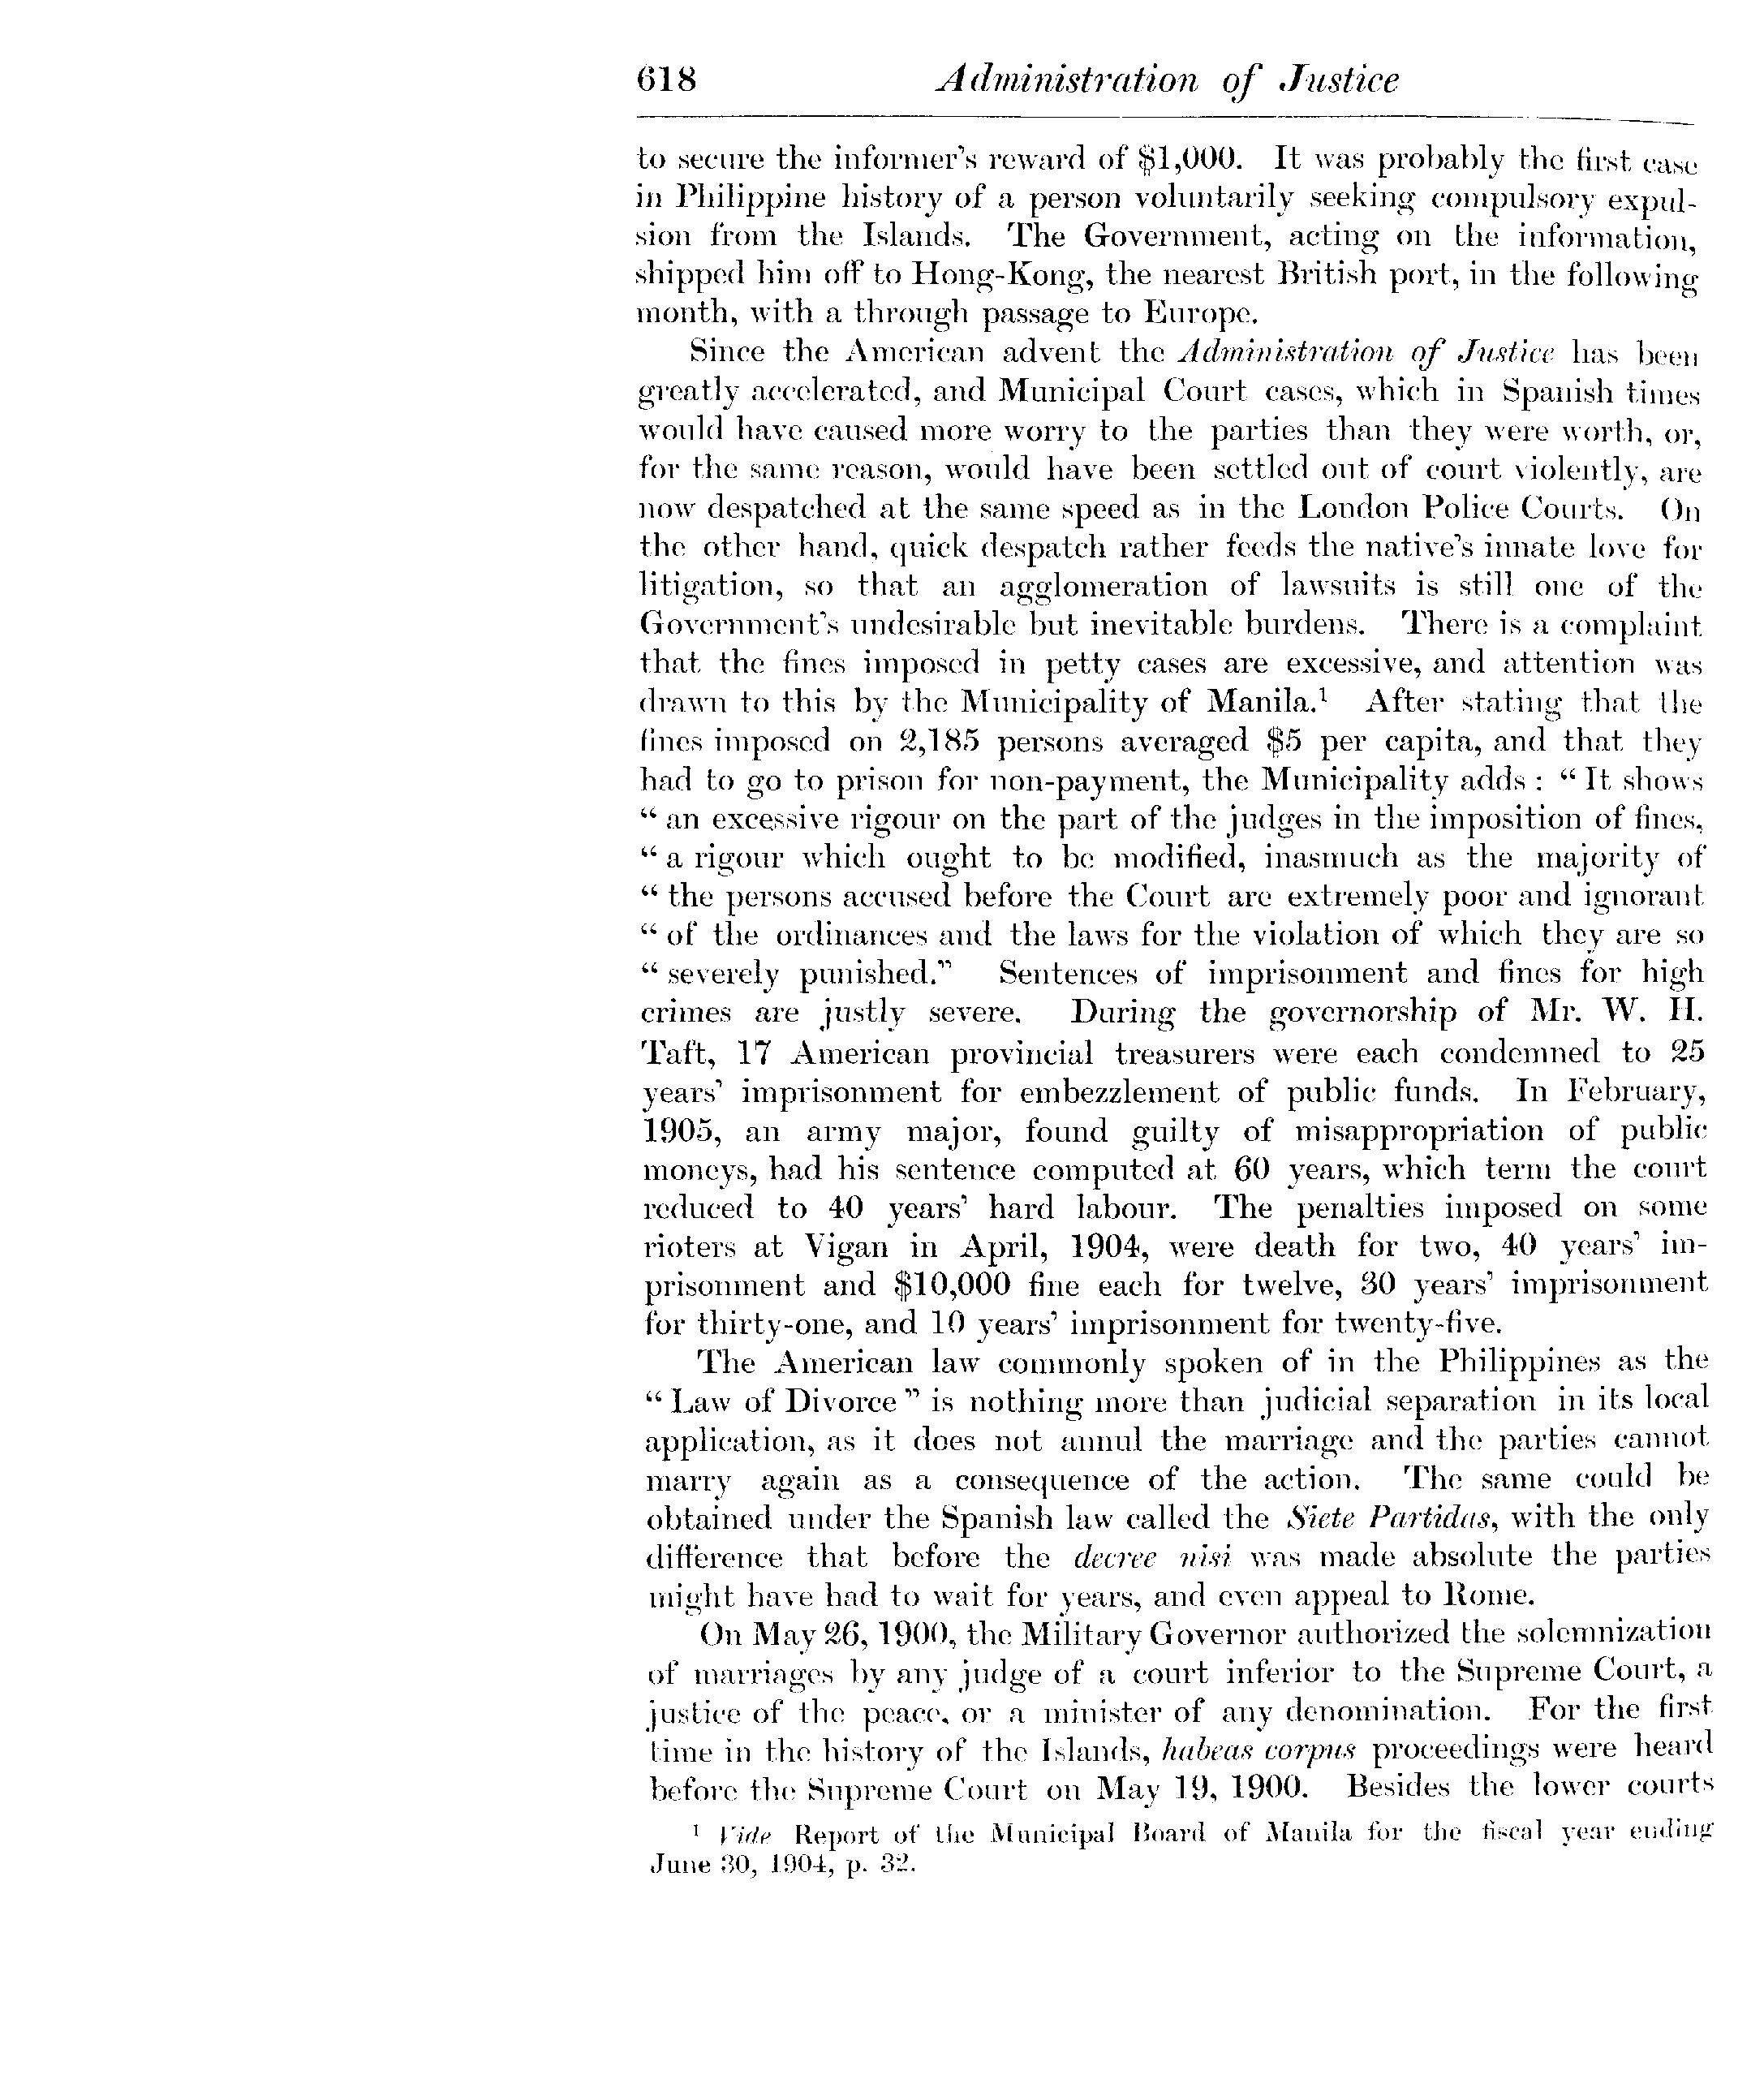 618 Administration of Justice
to secure the informer's reward of $1,000. It was probably the first case
in Philippine history of a person voluntarily seeking compulsory expul-
sion from the Islands. The Government, acting on the information,
shipped him off to Hong-Kong, the nearest British port, in the following
month, with a through passage to Europe.
Since the American advent the Administration of Justice has been
greatly accelerated, and Municipal Court cases, which in Spanish times
would have caused more worry to the parties than they were worth, or,
for the same reason, would have been settled out of court violently, are
now despatched at the same speed as in the London Police Courts. On
the other hand, quick despatch rather feeds the native's innate love for
litigation, so that an agglomeration of lawsuits is still one of the
Government's undesirable but inevitable burdens. There is a complaint
that the fines imposed in petty cases are excessive, and attention was
drawn to this by the Municipality of Manila.¹ After stating that the
fines imposed on 2,185 persons averaged $5 per capita, and that they
had to go to prison for non-payment, the Municipality adds : “ It shows
“ an excessive rigour on the part of the judges in the imposition of fines,
“ a rigour which ought to be modified, inasmuch as the majority of
“ the persons accused before the Court are extremely poor and ignorant
“ of the ordinances and the laws for the violation of which they are so
“ severely punished.” Sentences of imprisonment and fines for high
crimes are justly severe. During the governorship of Mr. W. H.
Taft, 17 American provincial treasurers were each condemned to 25
years' imprisonment for embezzlement of public funds. In February,
1905, an army major, found guilty of misappropriation of public
moneys, had his sentence computed at 60 years, which term the court
reduced to 40 years' hard labour. The penalties imposed on some
rioters at Vigan in April, 1904, were death for two, 40 years' im-
prisonment and $10,000 fine each for twelve, 30 years' imprisonment
for thirty-one, and 10 years' imprisonment for twenty-five.
The American law commonly spoken of in the Philippines as the
“ Law of Divorce ” is nothing more than judicial separation in its local
application, as it does not annul the marriage and the parties cannot
marry again as a consequence of the action. The same could be
obtained under the Spanish law called the Siete Partidas, with the only
difference that before the decree nisi was made absolute the parties
might have had to wait for years, and even appeal to Rome.
On May 26, 1900, the Military Governor authorized the solemnization
of marriages by any judge of a court inferior to the Supreme Court, a
justice of the peace, or a minister of any denomination. For the first
time in the history of the Islands, habeas corpus proceedings were heard
before the Supreme Court on May 19, 1900. Besides the lower courts
¹ Vide Report of the Municipal Board of Manila for the fiscal year ending
June 30, 1904, p. 32.